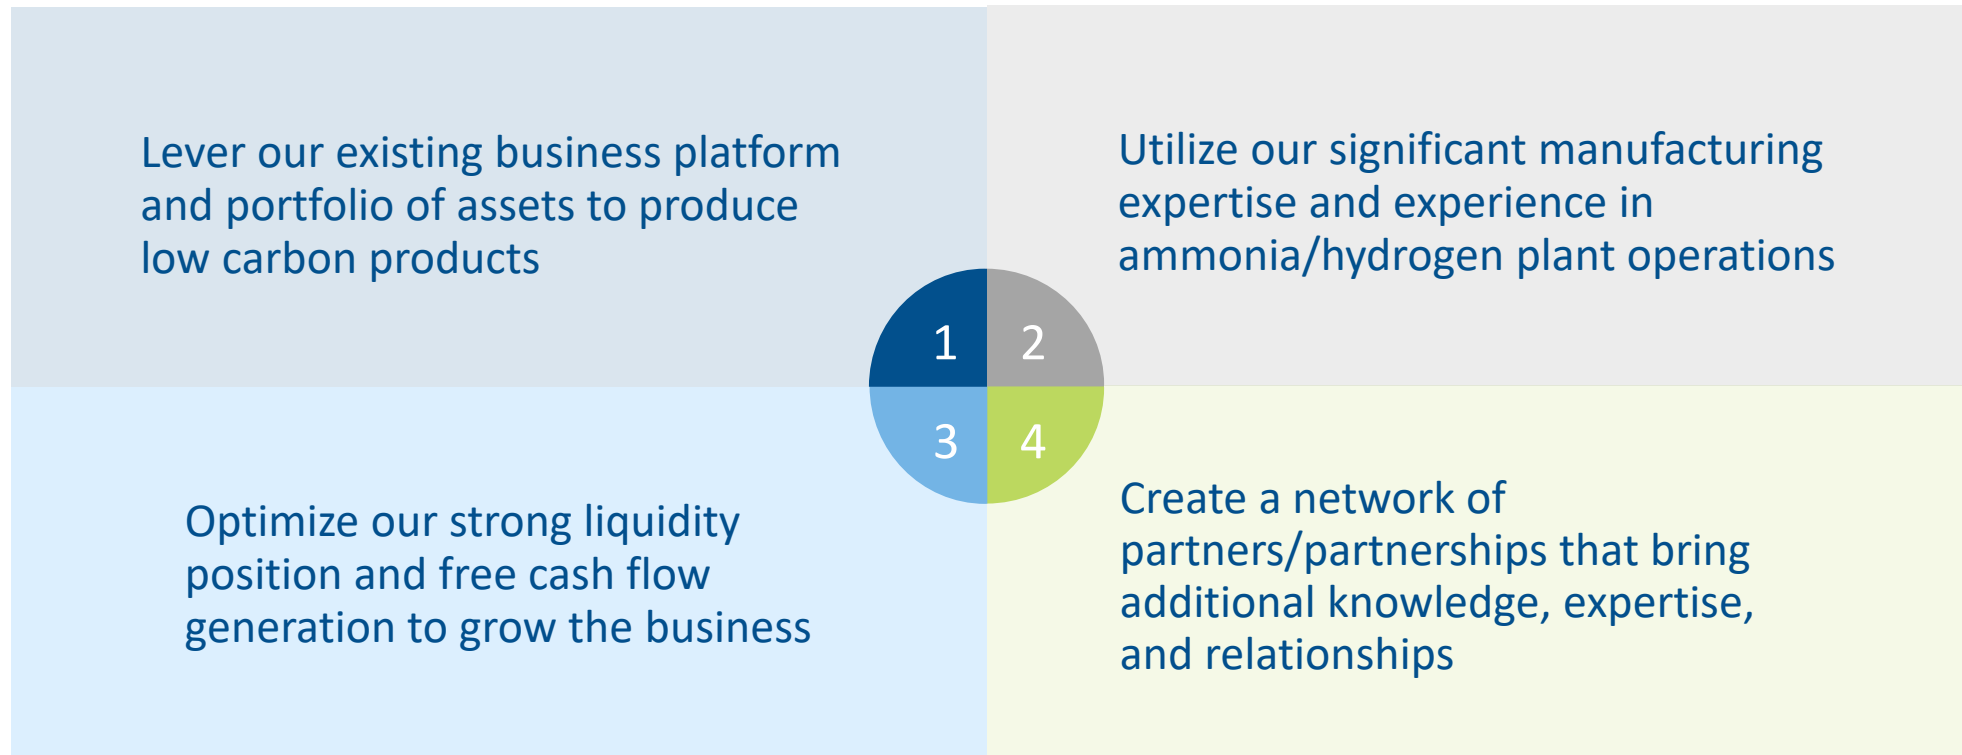 Lever our existing business platform
and portfolio of assets to produce
low carbon products
Utilize our significant manufacturing
expertise and experience in
ammonia/hydrogen plant operations
1
2
3
4
Optimize our strong liquidity
position and free cash flow
generation to grow the business
Create a network of
partners/partnerships that bring
additional knowledge, expertise,
and relationships